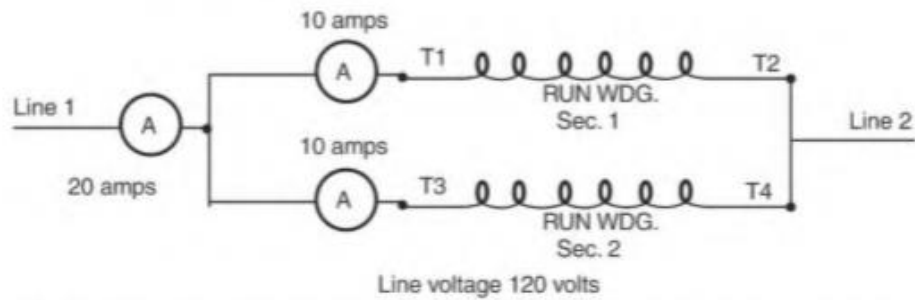 10 amps
A
T1
T2
RUN WDG.
Sec. 1
Line 1
A
Line 2
20 amps
10 amps
A
T3
T4
RUN WDG.
Sec. 2
Line voltage 120 volts